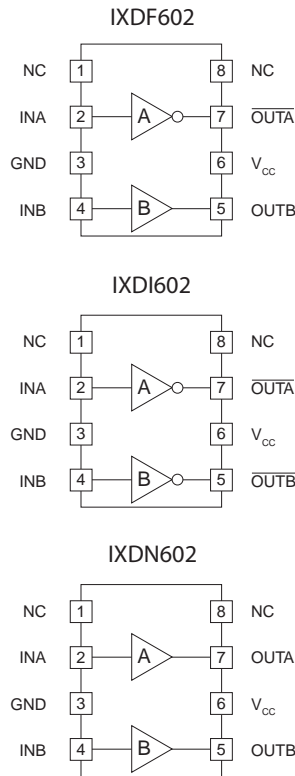 IXDF602
NC 1 8 NC
INA 2 A 7 OUTA
GND 3 6 VCC
INB 4 B 5 OUTB
IXDI602
NC 1 8 NC
INA 2 A 7 OUTA
GND 3 6 VCC
INB 4 B 5 OUTB
IXDN602
NC 1 8 NC
INA 2 A 7 OUTA
GND 3 6 VCC
INB 4 B 5 OUTB